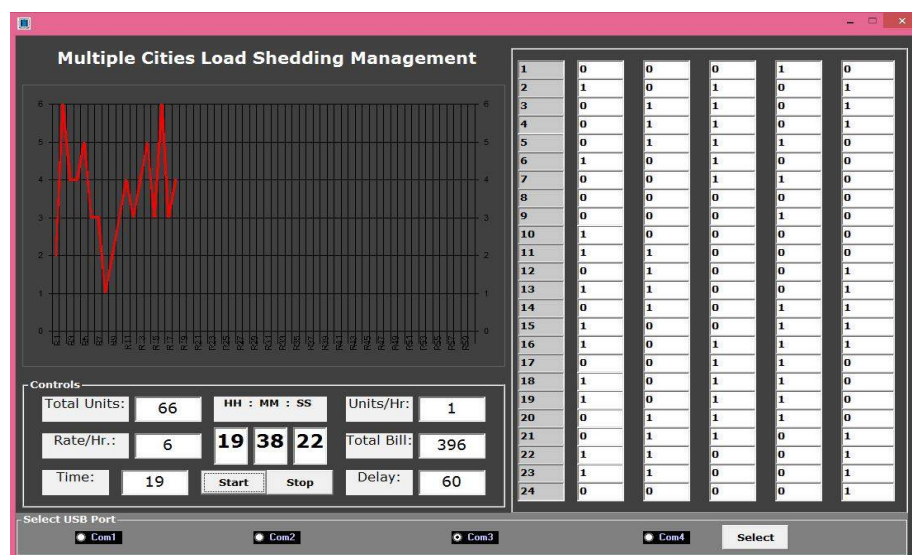 Multiple Cities Load Shedding Management
6 6
5 5
4 4
3 3
2 2
1 1
0 0
Controls
Total Units: 66 HH : MM : SS Units/Hr: 1
Rate/Hr.: 6 19 38 22 Total Bill: 396
Time: 19 Start Stop Delay: 60
1 0 0 0 1 0
2 1 0 1 0 1
3 0 1 1 0 1
4 0 1 1 0 1
5 0 1 1 1 0
6 1 0 1 0 0
7 0 0 1 1 0
8 0 0 0 0 0
9 0 0 0 1 0
10 1 0 0 0 0
11 1 1 0 0 0
12 0 1 0 0 1
13 1 1 1 0 1
14 0 1 0 1 1
15 1 0 0 1 1
16 1 0 1 1 1
17 0 0 1 1 0
18 1 0 1 1 0
19 1 0 1 1 0
20 0 1 1 1 0
21 0 1 1 0 1
22 1 1 0 0 1
23 1 1 0 0 1
24 0 0 0 0 1
Select USB Port
Com1 Com2 Com3 Com4 Select